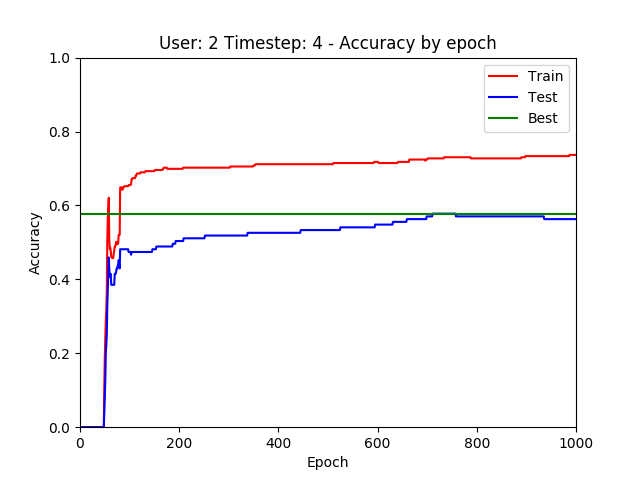 User: 2 Timestep: 4 - Accuracy by epoch
Train
Test
Best
1.0
0.8
0.6
0.4
0.2
0.0
Accuracy
0 200 400 600 800 1000
Epoch